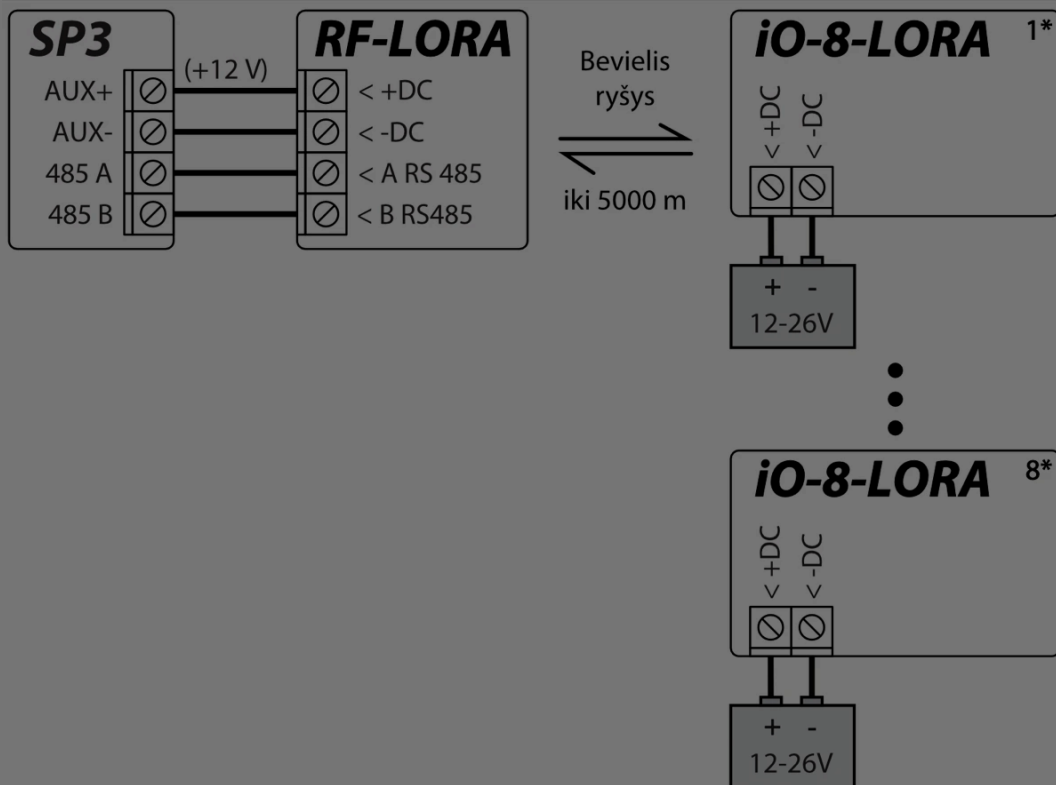 SP3
AUX+
AUX-
485 A
485 B
(+12 V)
RF-LORA
< +DC
< -DC
< A RS 485
< B RS485
Bevielis
ryšys
iki 5000 m
iO-8-LORA 1*
< +DC
< -DC
+ -
12-26V
iO-8-LORA 8*
< +DC
< -DC
+ -
12-26V